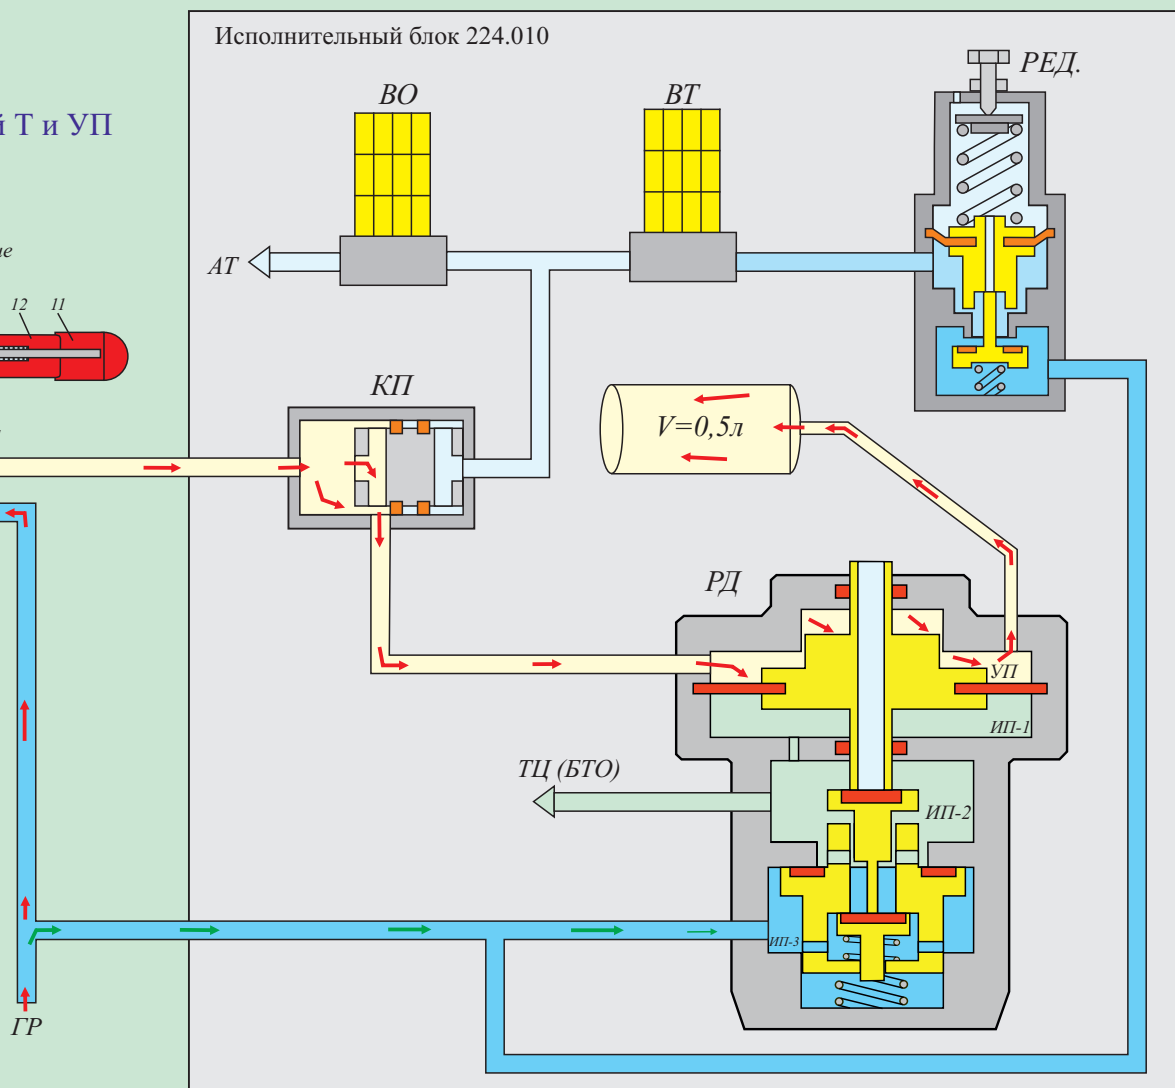 Исполнительный блок 224.010
РЕД.
ВО
ВТ
й Т и УП
ие
АТ
12 11
КП
V=0,5л
РД
УП
ИП-1
ТЦ (БТО)
ИП-2
ИП-3
ГР